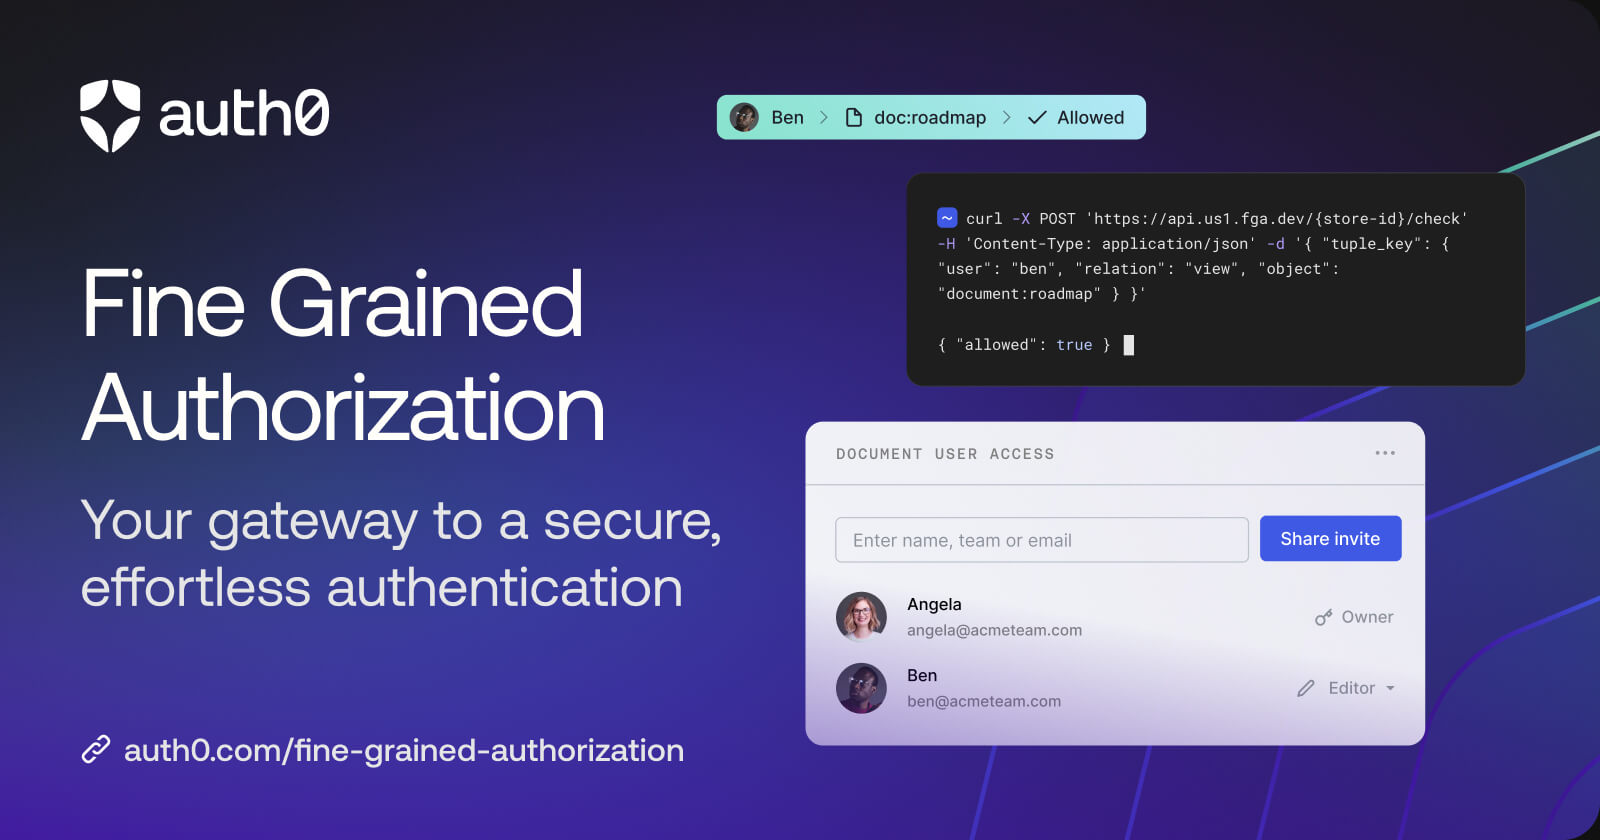 auth0
Fine Grained
Authorization
Your gateway to a secure,
effortless authentication
auth0.com/fine-grained-authorization
Ben > doc:roadmap > ✓ Allowed
~ curl -X POST 'https://api.us1.fga.dev/{store-id}/check'
-H 'Content-Type: application/json' -d '{ "tuple_key": {
"user": "ben", "relation": "view", "object":
"document:roadmap" } }'
{ "allowed": true }
DOCUMENT USER ACCESS
Enter name, team or email
Share invite
Angela
angela@acmeteam.com
Owner
Ben
ben@acmeteam.com
Editor